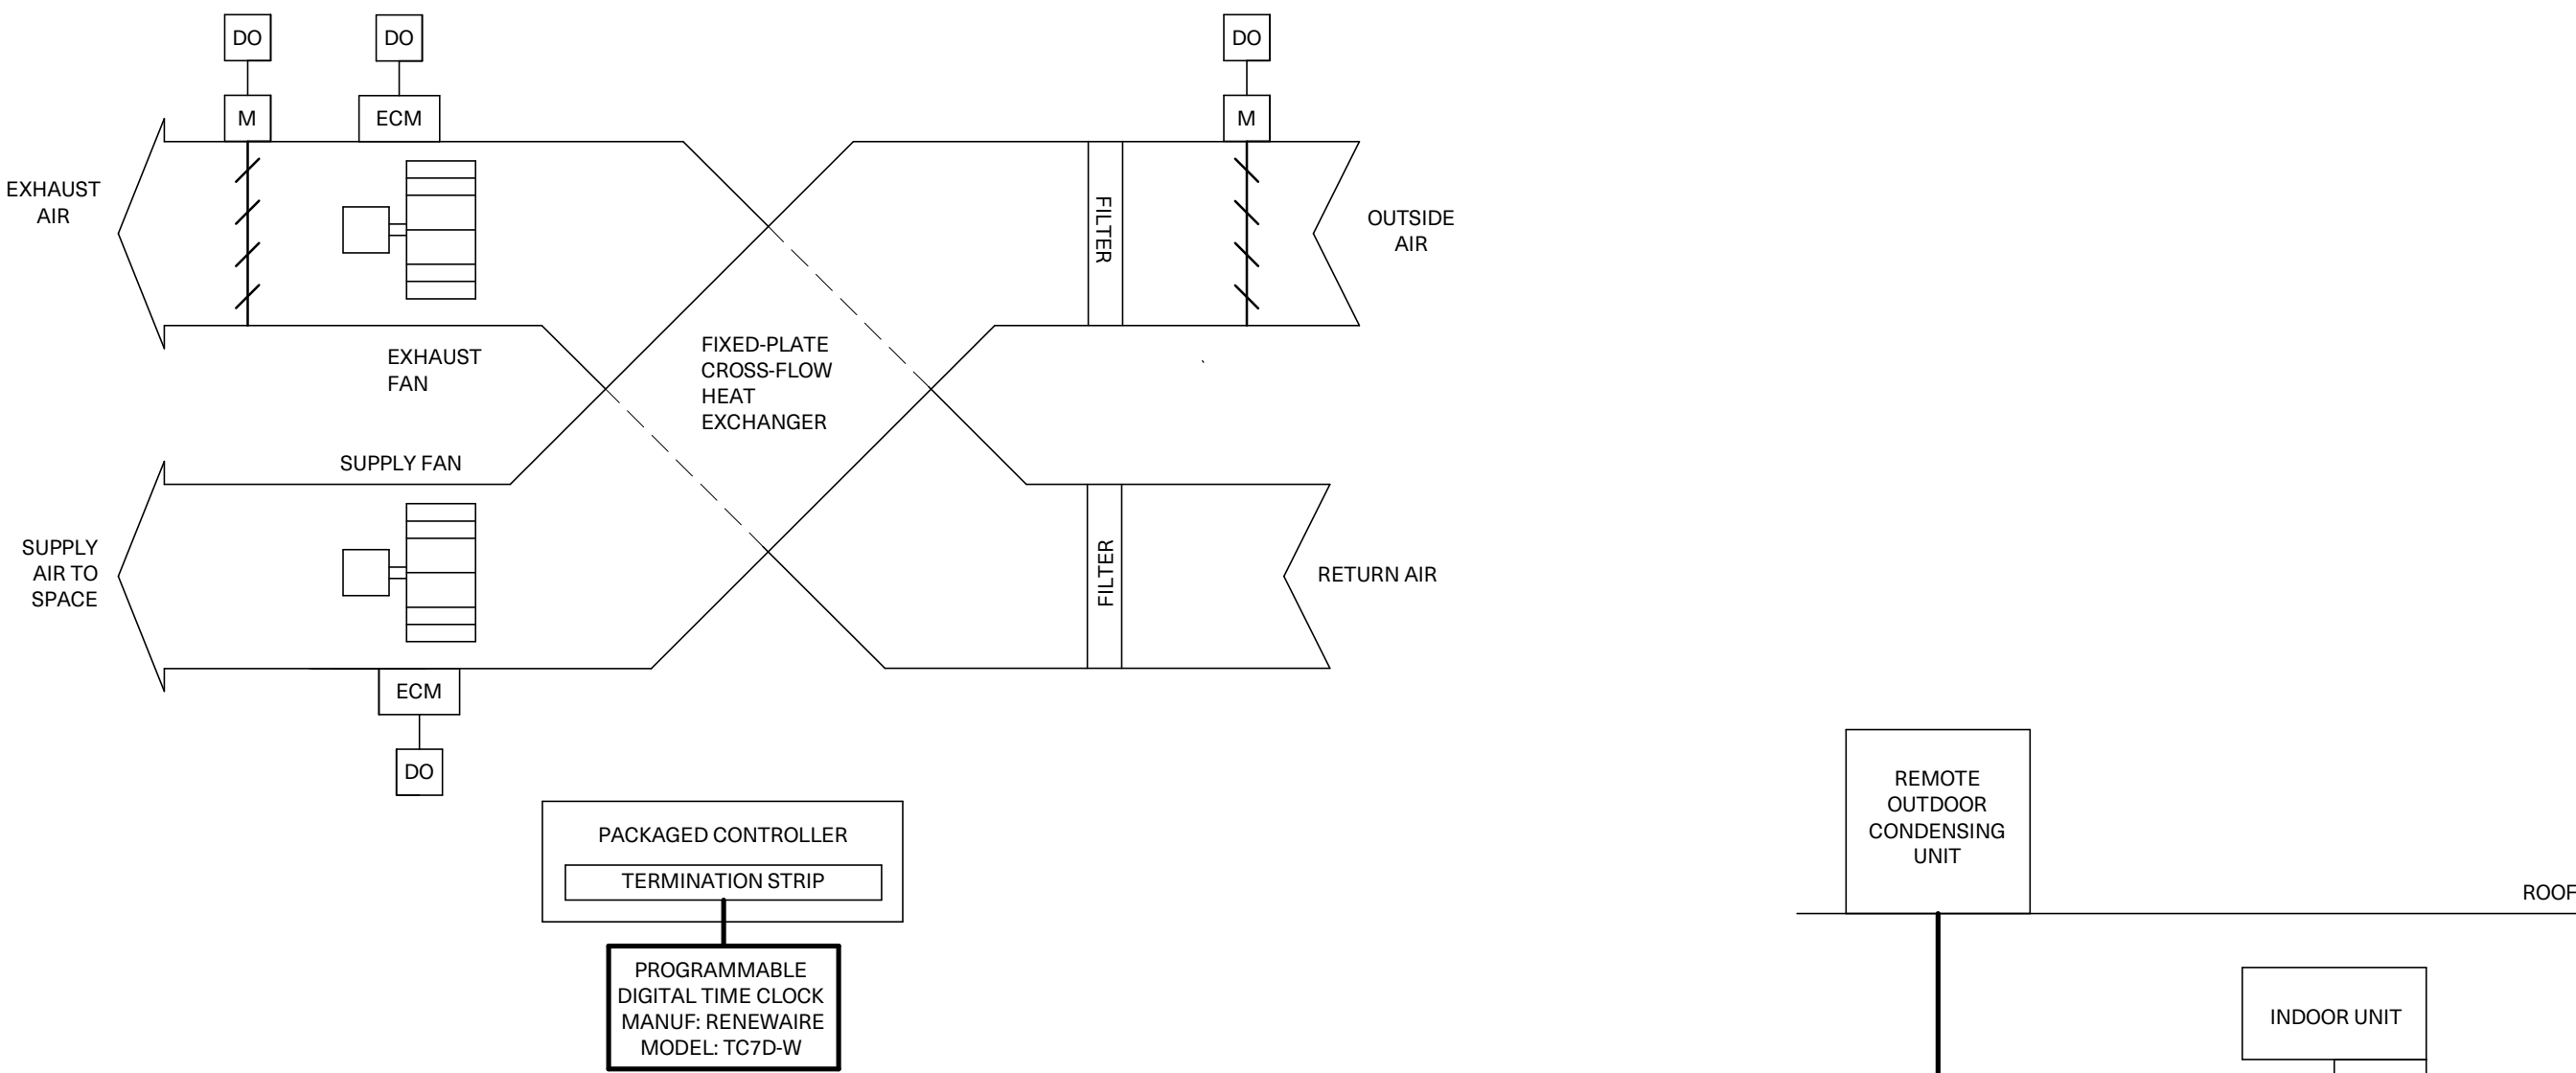 DO
DO
DO
M
ECM
M
EXHAUST
AIR
FILTER
OUTSIDE
AIR
EXHAUST
FAN
FIXED-PLATE
CROSS-FLOW
HEAT
EXCHANGER
SUPPLY FAN
SUPPLY
AIR TO
SPACE
FILTER
RETURN AIR
ECM
DO
PACKAGED CONTROLLER
TERMINATION STRIP
PROGRAMMABLE
DIGITAL TIME CLOCK
MANUF: RENEWAIRE
MODEL: TC7D-W
REMOTE
OUTDOOR
CONDENSING
UNIT
ROOF
INDOOR UNIT